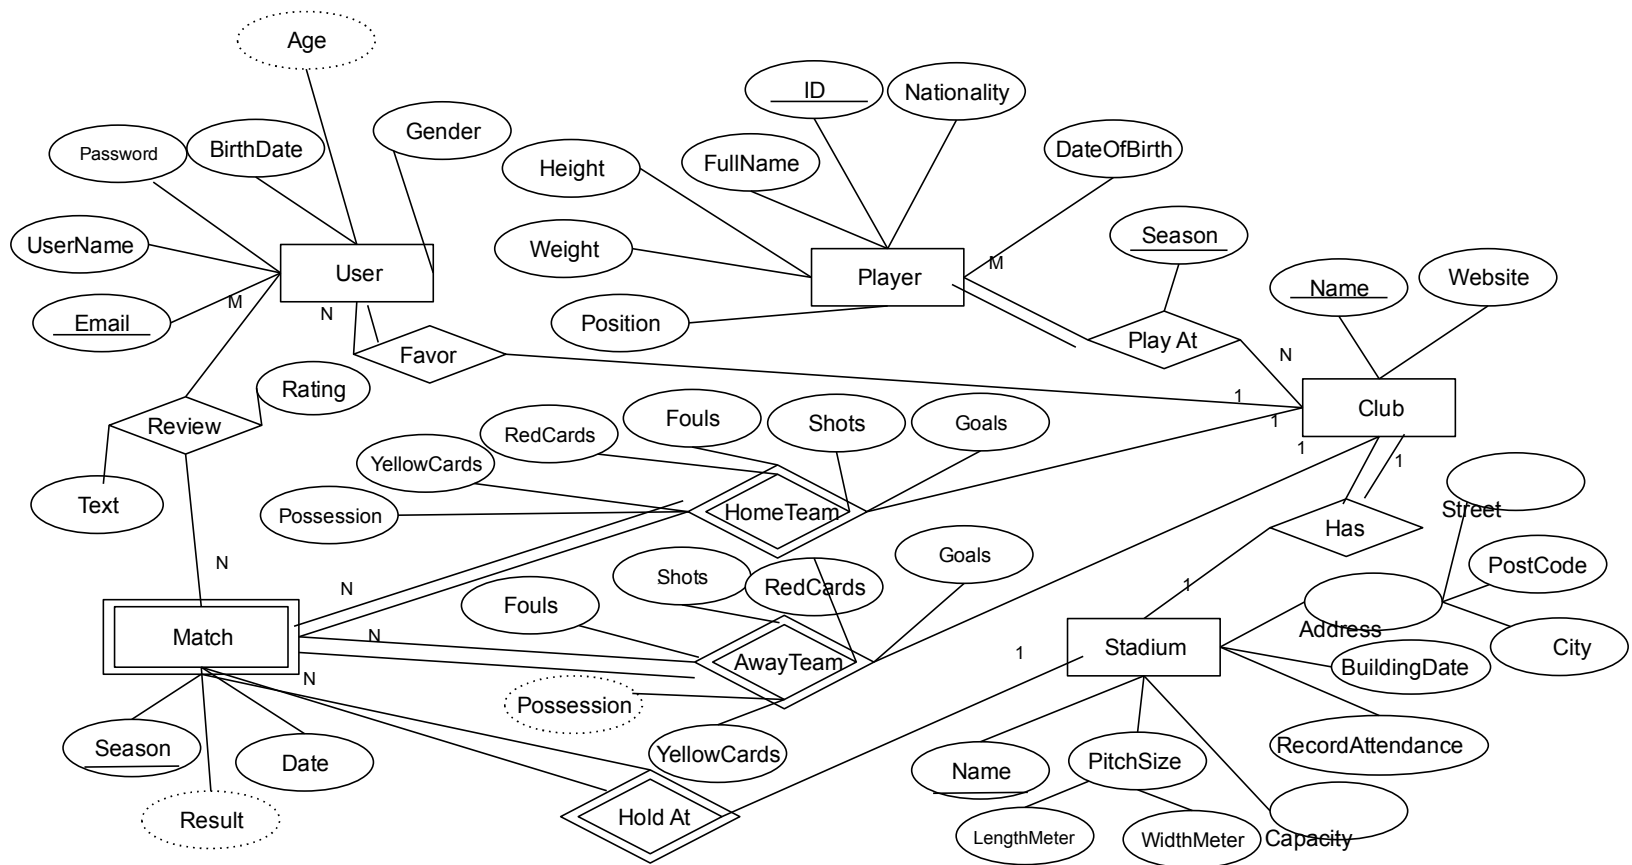 Age
ID
Nationality
Gender
Password
BirthDate
Height
FullName
DateOfBirth
UserName
Weight
Season
User
Player
M
Website
Name
M
N
Email
Position
Play At
Favor
N
Rating
1
Club
Review
Fouls
Shots
Goals
1
RedCards
1
YellowCards
1
Text
Possession
HomeTeam
Street
Has
N
Shots
Goals
PostCode
N
RedCards
1
Fouls
Match
N
Address
AwayTeam
1
Stadium
City
N
BuildingDate
Possession
Season
Date
YellowCards
RecordAttendance
Name
PitchSize
Result
Hold At
LengthMeter
WidthMeter
Capacity